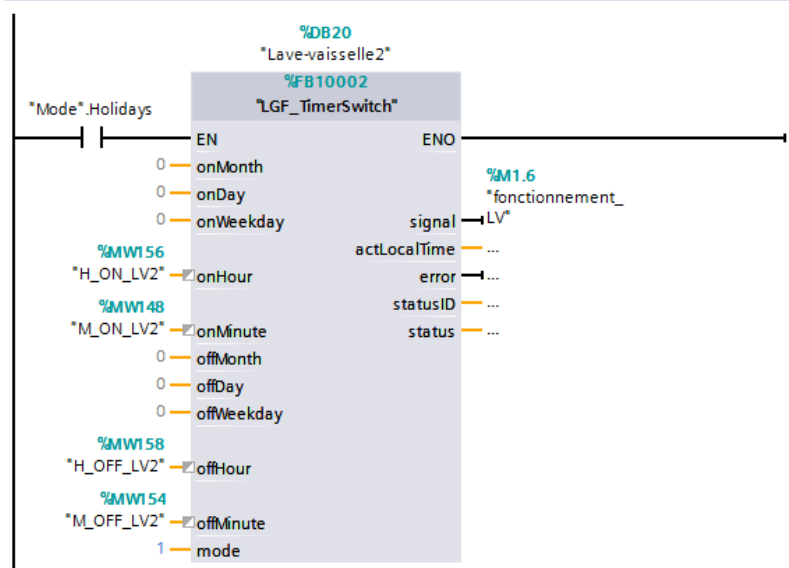 %DB20
"Lave-vaisselle2"
%FB10002
"LGF_TimerSwitch"
"Mode".Holidays
EN ENO
0 onMonth
0 onDay
0 onWeekday
signal
%M1.6
"fonctionnement_
LV"
actLocalTime ...
%MW156
"H_ON_LV2" onHour
error ...
statusID ...
%MW148
"M_ON_LV2" onMinute
status ...
0 offMonth
0 offDay
0 offWeekday
%MW158
"H_OFF_LV2" offHour
%MW154
"M_OFF_LV2" offMinute
1 mode